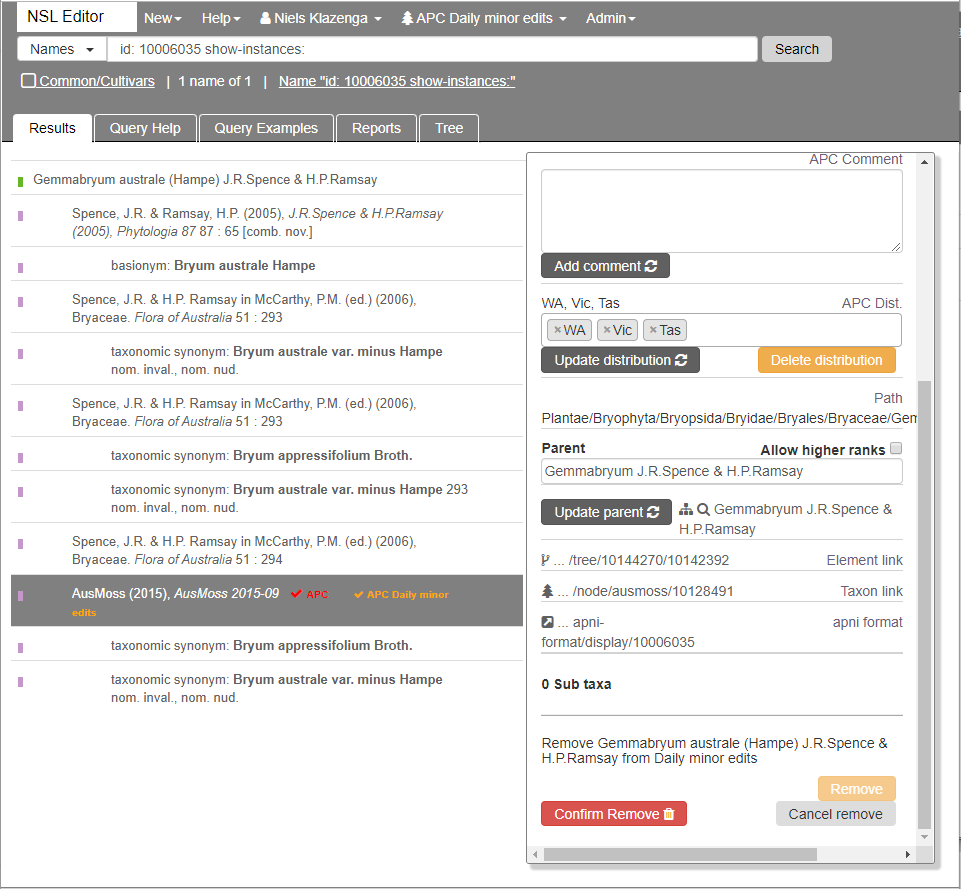 NSL Editor New Help Niels Klazenga APC Daily minor edits Admin
Names id: 10006035 show-instances: Search
Common/Cultivars | 1 name of 1 | Name "id: 10006035 show-instances:"
Results Query Help Query Examples Reports Tree
Gemmabryum australe (Hampe) J.R.Spence & H.P.Ramsay
Spence, J.R. & Ramsay, H.P. (2005), J.R.Spence & H.P.Ramsay
(2005), Phytologia 87 87 : 65 [comb. nov.]
basionym: Bryum australe Hampe
Spence, J.R. & H.P. Ramsay in McCarthy, P.M. (ed.) (2006),
Bryaceae. Flora of Australia 51 : 293
taxonomic synonym: Bryum australe var. minus Hampe
nom. inval., nom. nud.
Spence, J.R. & H.P. Ramsay in McCarthy, P.M. (ed.) (2006),
Bryaceae. Flora of Australia 51 : 293
taxonomic synonym: Bryum appressifolium Broth.
taxonomic synonym: Bryum australe var. minus Hampe 293
nom. inval., nom. nud.
Spence, J.R. & H.P. Ramsay in McCarthy, P.M. (ed.) (2006),
Bryaceae. Flora of Australia 51 : 294
AusMoss (2015), AusMoss 2015-09 APC APC Daily minor
edits
taxonomic synonym: Bryum appressifolium Broth.
taxonomic synonym: Bryum australe var. minus Hampe
nom. inval., nom. nud.
APC Comment
Add comment
WA, Vic, Tas APC Dist.
×WA ×Vic ×Tas
Update distribution Delete distribution
Path
Plantae/Bryophyta/Bryopsida/Bryidae/Bryales/Bryaceae/Gem
Parent Allow higher ranks
Gemmabryum J.R.Spence & H.P.Ramsay
Update parent Gemmabryum J.R.Spence &
H.P.Ramsay
... /tree/10144270/10142392 Element link
... /node/ausmoss/10128491 Taxon link
... apni- apni format
format/display/10006035
0 Sub taxa
Remove Gemmabryum australe (Hampe) J.R.Spence &
H.P.Ramsay from Daily minor edits
Remove
Confirm Remove Cancel remove